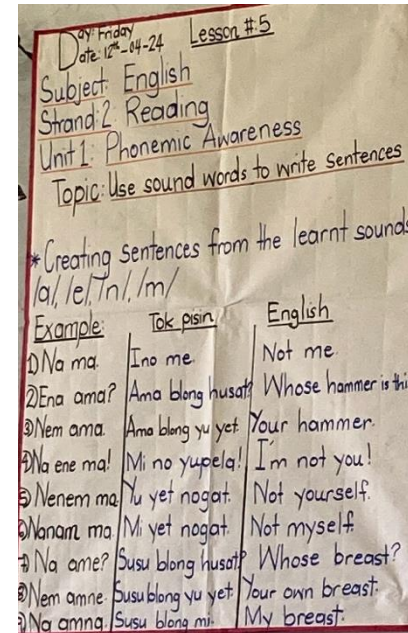 Day: Friday Lesson #:5
Date: 12th-04-24
Subject: English
Strand:2: Reading
Unit 1: Phonemic Awareness
Topic: Use sound words to write sentences
* Creating sentences from the learnt sounds
/a/, /e/, /n/, /m/
Example: Tok pisin English
1) Na ma. Ino me. Not me.
2) Ena ama? Ama blong husat? Whose hammer is thi
3) Nem ama. Ama blong yu yet. Your hammer.
4) Na ene ma! Mi no yupela! I'm not you!
5) Nenem ma Yu yet nogat. Not yourself.
6) Nanam ma. Mi yet nogat. Not myself.
7) Na ame? Susu blong husat? Whose breast?
8) Nem amne. Susu blong yu yet. Your own breast.
9) Na amna. Susu blong mi. My breast.